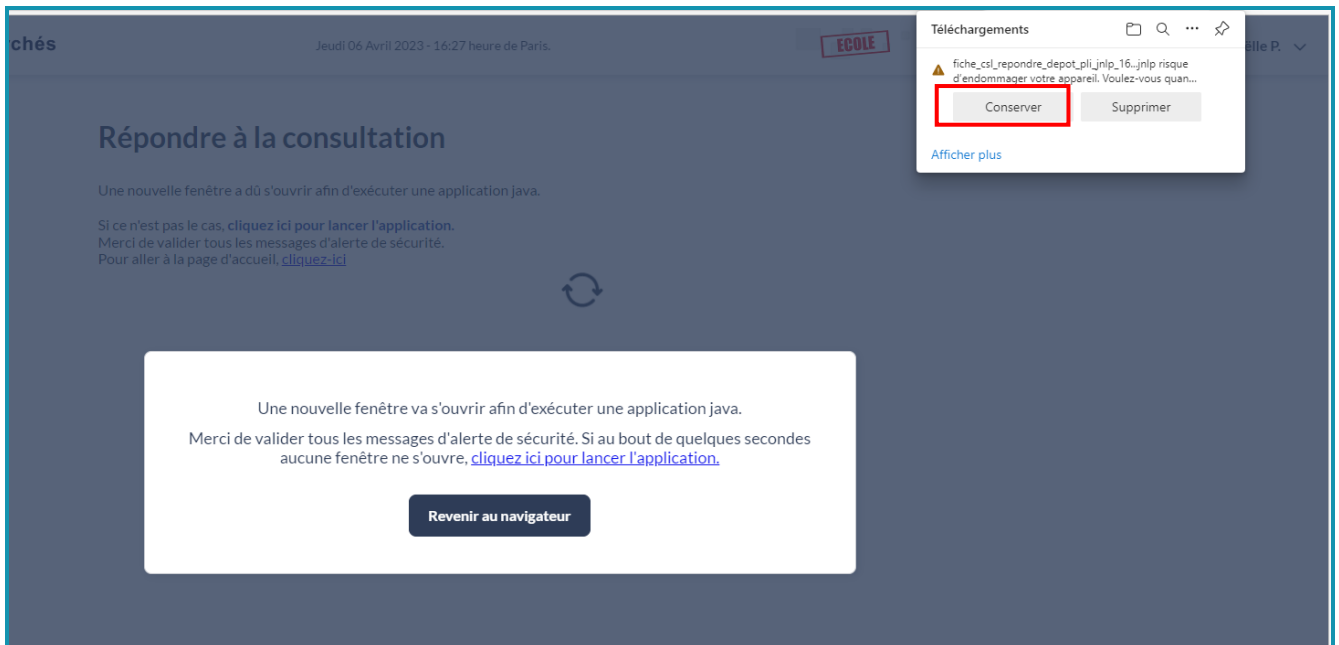 chés
Jeudi 06 Avril 2023 - 16:27 heure de Paris.
ECOLE
ëlle P.
Téléchargements
fiche_csl_repondre_depot_pli_jnlp_16...jnlp risque
d'endommager votre appareil. Voulez-vous quan...
Conserver
Supprimer
Afficher plus
Répondre à la consultation
Une nouvelle fenêtre a dû s'ouvrir afin d'exécuter une application java.
Si ce n'est pas le cas, cliquez ici pour lancer l'application.
Merci de valider tous les messages d'alerte de sécurité.
Pour aller à la page d'accueil, cliquez-ici
Une nouvelle fenêtre va s'ouvrir afin d'exécuter une application java.
Merci de valider tous les messages d'alerte de sécurité. Si au bout de quelques secondes
aucune fenêtre ne s'ouvre, cliquez ici pour lancer l'application.
Revenir au navigateur